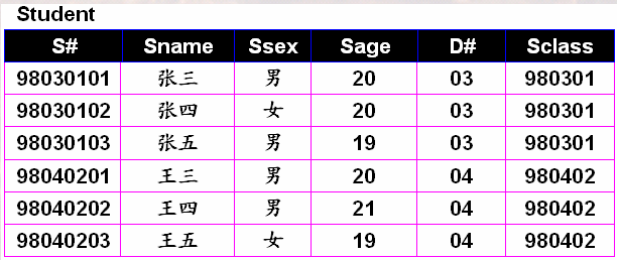 Student
S# Sname Ssex Sage D# Sclass
98030101 张三 男 20 03 980301
98030102 张四 女 20 03 980301
98030103 张五 男 19 03 980301
98040201 王三 男 20 04 980402
98040202 王四 男 21 04 980402
98040203 王五 女 19 04 980402